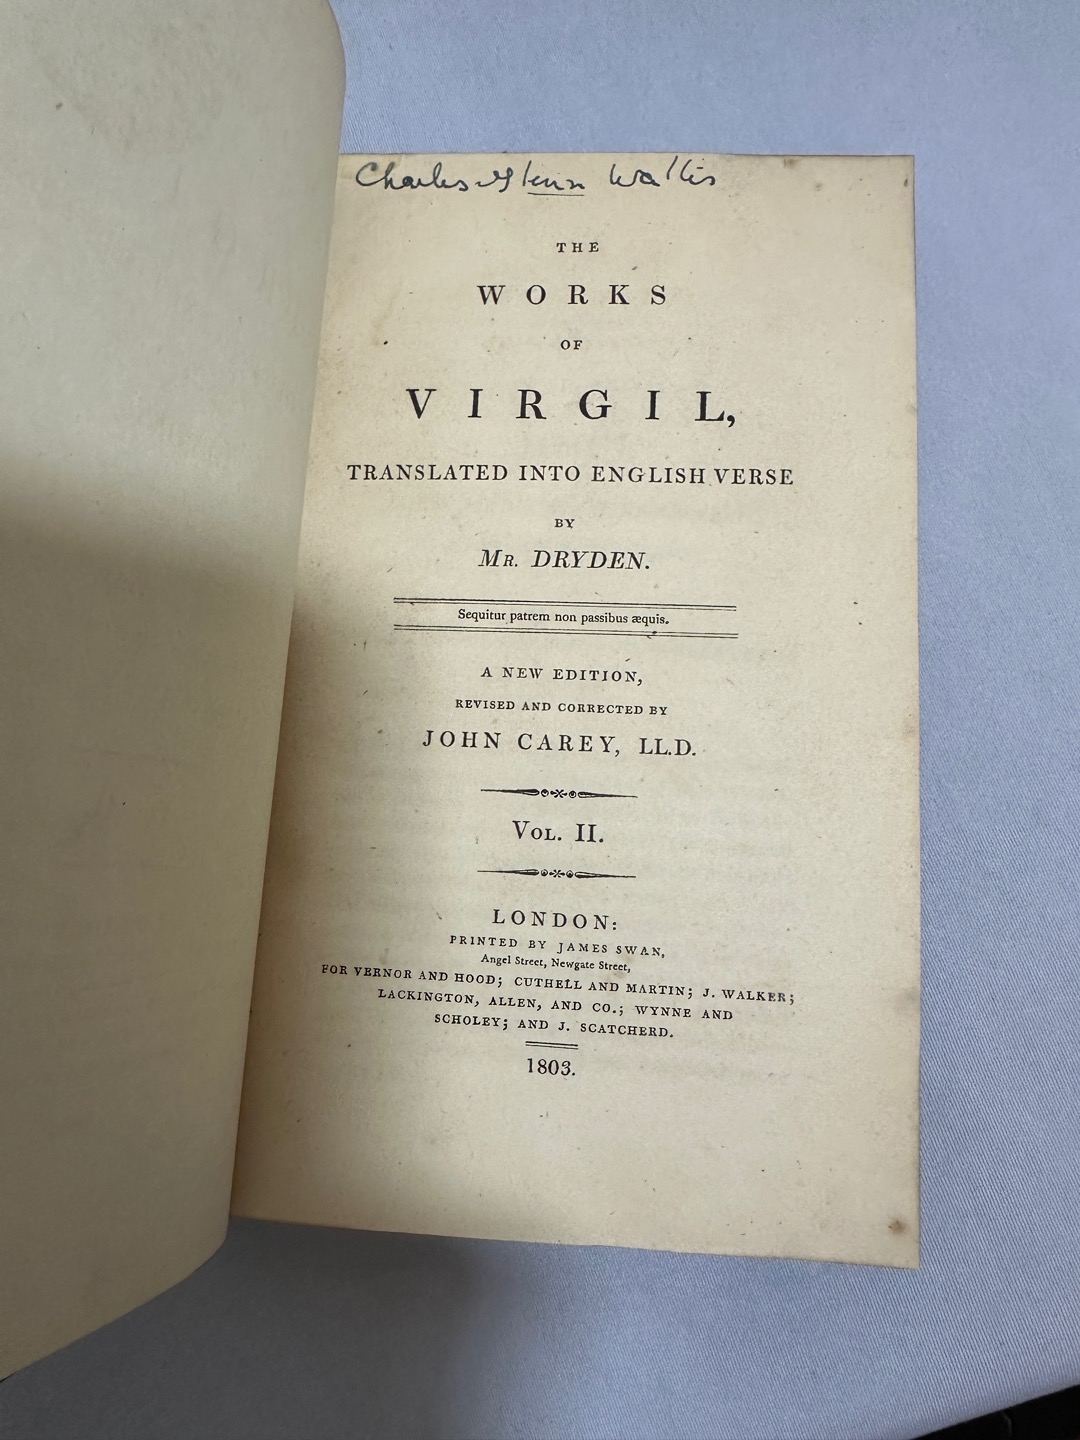 Charles Glenn Wallis
THE
WORKS
OF
VIRGIL,
TRANSLATED INTO ENGLISH VERSE
BY
MR. DRYDEN.
Sequitur patrem non passibus æquis.
A NEW EDITION,
REVISED AND CORRECTED BY
JOHN CAREY, LL.D.
VOL. II.
LONDON:
PRINTED BY JAMES SWAN,
Angel Street, Newgate Street,
FOR VERNOR AND HOOD; CUTHELL AND MARTIN; J. WALKER;
LACKINGTON, ALLEN, AND CO.; WYNNE AND
SCHOLEY; AND J. SCATCHERD.
1803.